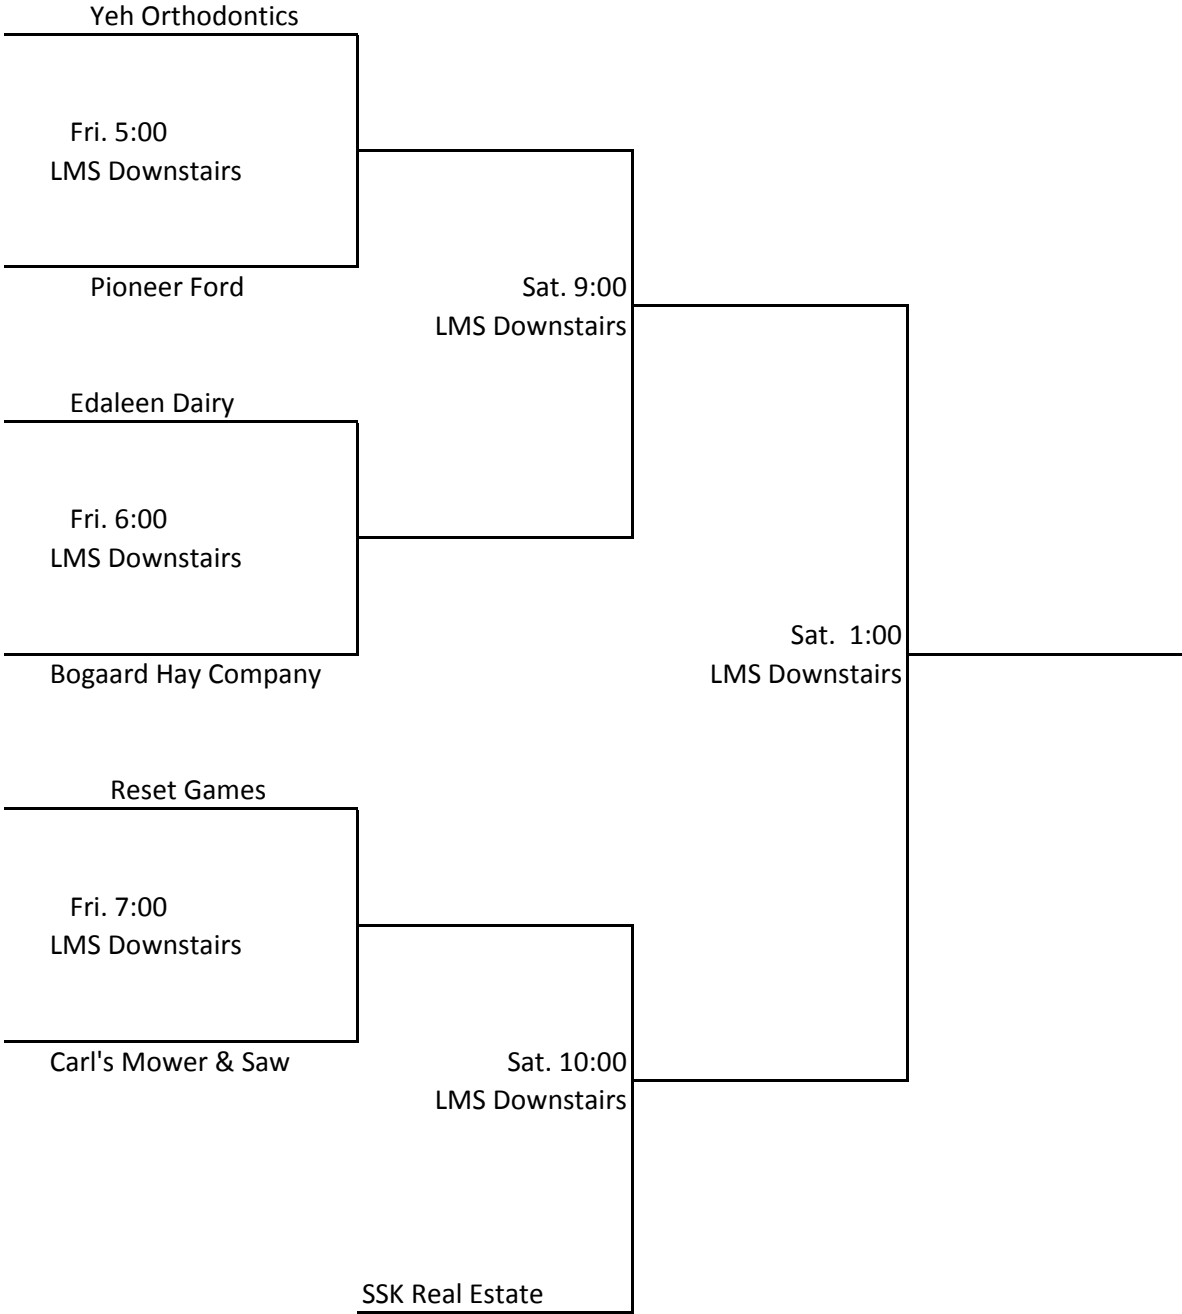 Yeh Orthodontics
Fri. 5:00
LMS Downstairs
Pioneer Ford
Sat. 9:00
LMS Downstairs
Edaleen Dairy
Fri. 6:00
LMS Downstairs
Bogaard Hay Company
Sat.  1:00
LMS Downstairs
Reset Games
Fri. 7:00
LMS Downstairs
Carl's Mower & Saw
Sat. 10:00
LMS Downstairs
SSK Real Estate